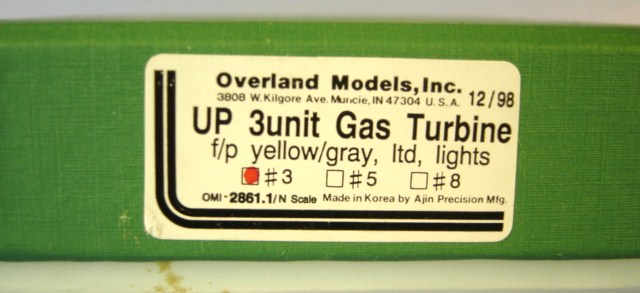 Overland Models, Inc.
3808 W. Kilgore Ave. Muncie, IN 47304 U.S.A. 12/98
UP 3unit Gas Turbine
f/p yellow/gray, ltd, lights
#3 #5 #8
OMI-2861.1/N Scale Made in Korea by Ajin Precision Mfg.